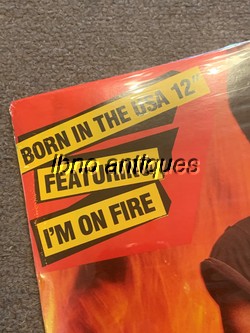 BORN IN THE USA 12"
lbno antiques
FEATURING
I'M ON FIRE